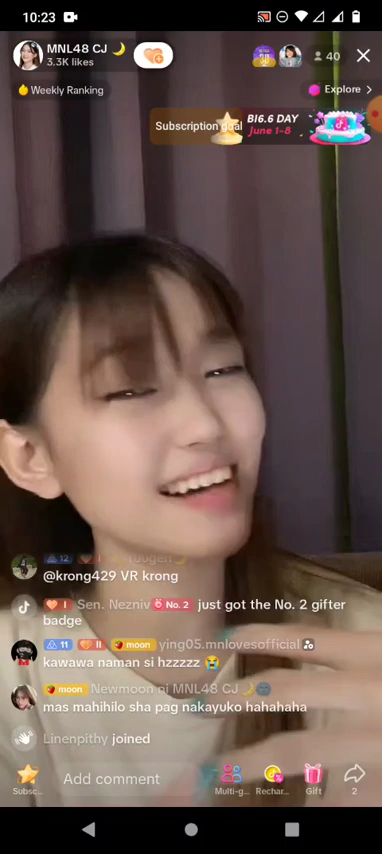 10:23
MNL48 CJ 🌙
3.3K likes
40
Weekly Ranking
Explore >
Subscription goal
BI6.6 DAY
June 1-8
12 I
@krong429 VR krong
I Sen. Nezniv No. 2 just got the No. 2 gifter
badge
11 II moon ying05.mnlovesofficial
kawawa naman si hzzzzz 😭
moon Newmoon ni MNL48 CJ🌙🌚
mas mahihilo sha pag nakayuko hahahaha
Linenpithy joined
Add comment
Subsc...
Multi-g...
Rechar...
Gift
2